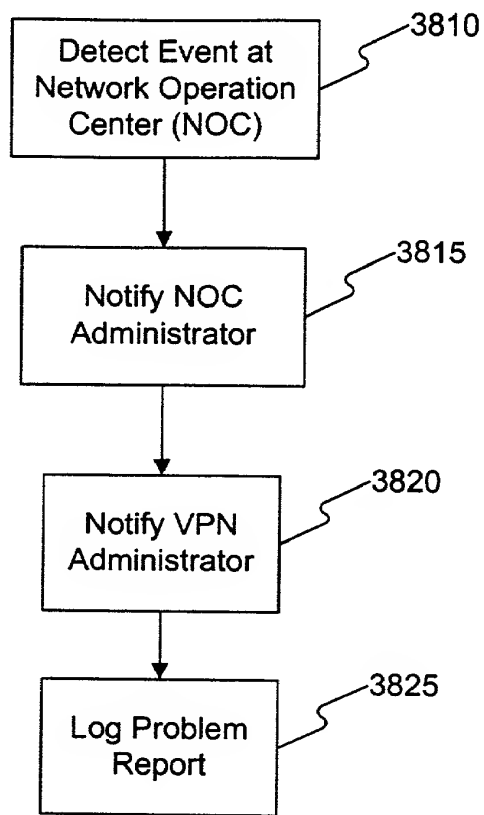 Detect Event at
Network Operation
Center (NOC)
3810
Notify NOC
Administrator
3815
Notify VPN
Administrator
3820
Log Problem
Report
3825